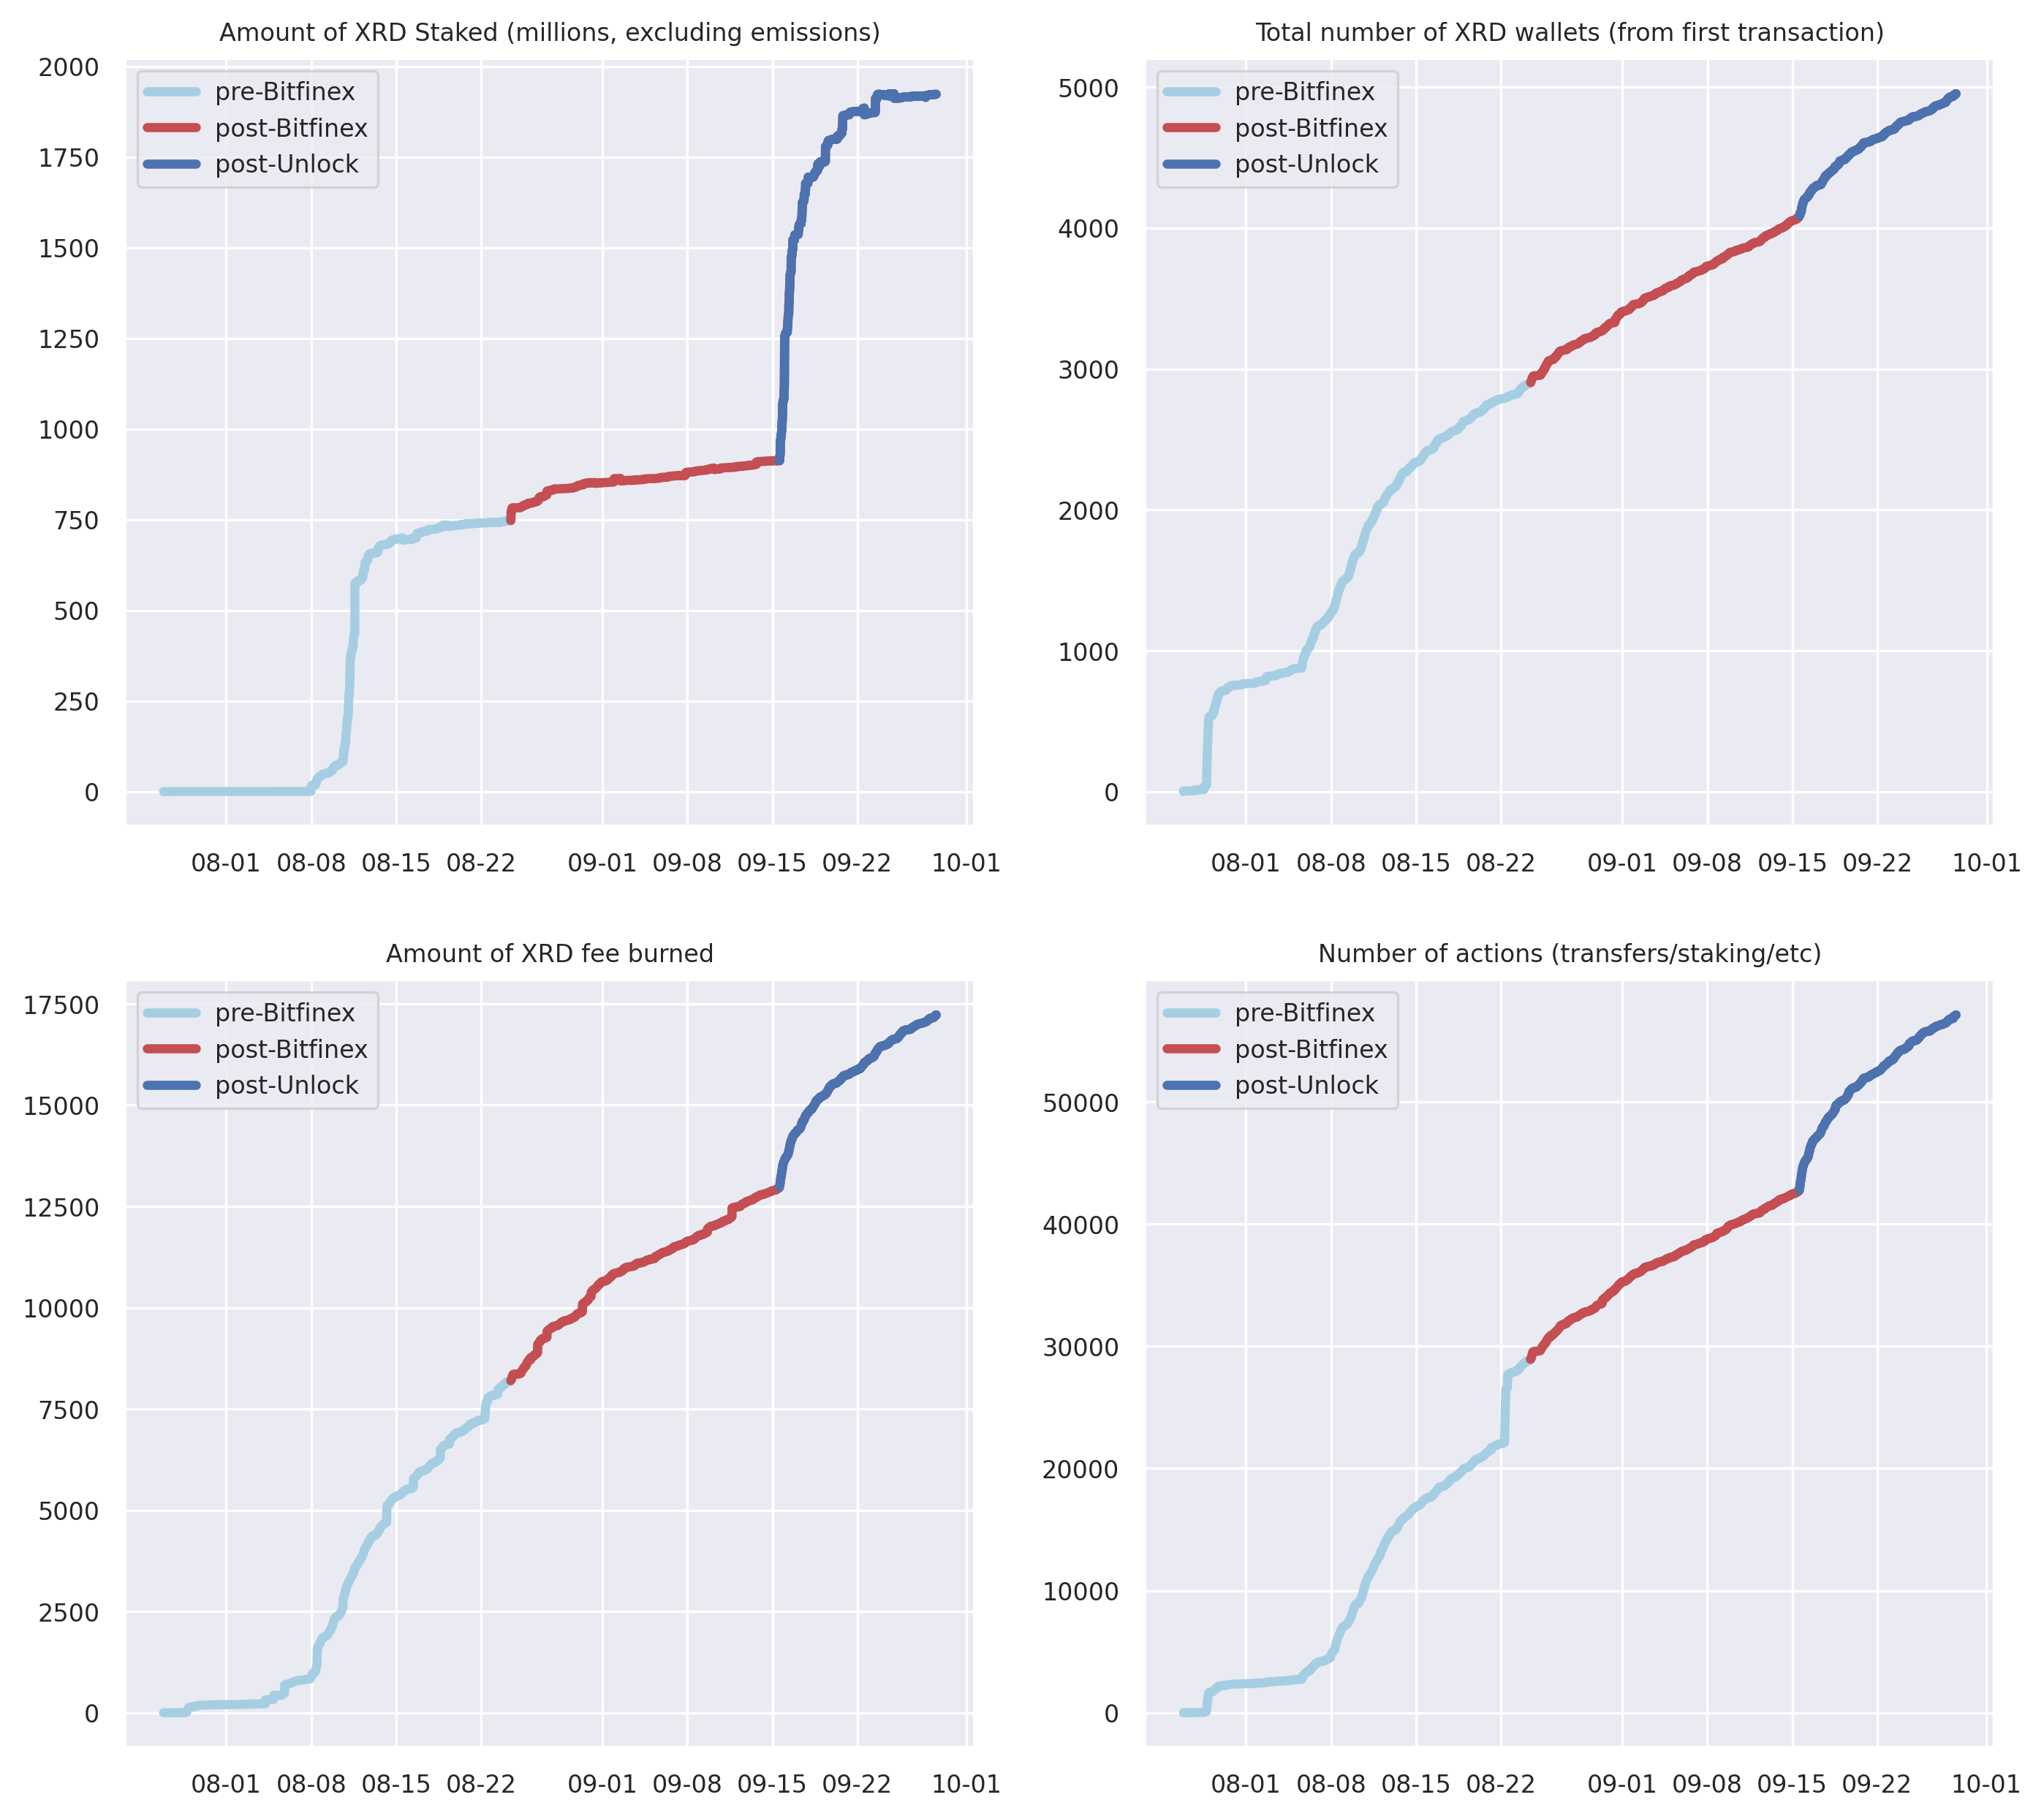 Amount of XRD Staked (millions, excluding emissions)
2000
1750
1500
1250
1000
750
500
250
0
pre-Bitfinex
post-Bitfinex
post-Unlock
08-01 08-08 08-15 08-22 09-01 09-08 09-15 09-22 10-01
Total number of XRD wallets (from first transaction)
5000
4000
3000
2000
1000
0
pre-Bitfinex
post-Bitfinex
post-Unlock
08-01 08-08 08-15 08-22 09-01 09-08 09-15 09-22 10-01
Amount of XRD fee burned
17500
15000
12500
10000
7500
5000
2500
0
pre-Bitfinex
post-Bitfinex
post-Unlock
08-01 08-08 08-15 08-22 09-01 09-08 09-15 09-22 10-01
Number of actions (transfers/staking/etc)
50000
40000
30000
20000
10000
0
pre-Bitfinex
post-Bitfinex
post-Unlock
08-01 08-08 08-15 08-22 09-01 09-08 09-15 09-22 10-01